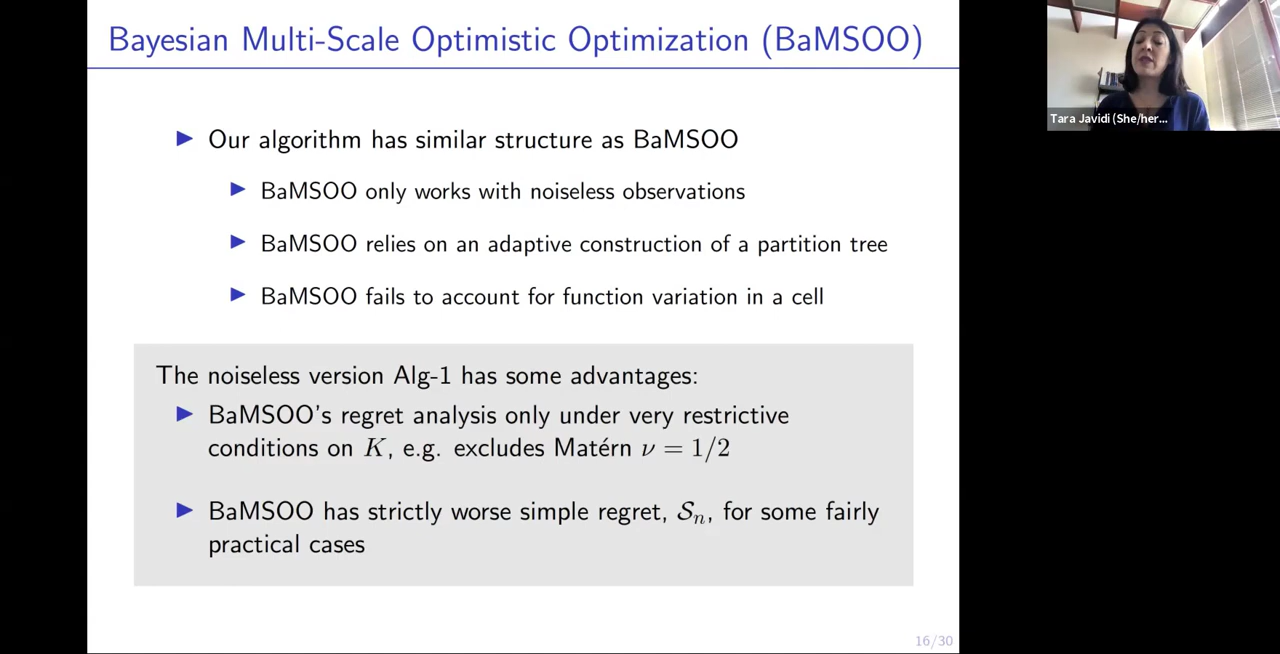 Bayesian Multi-Scale Optimistic Optimization (BaMSOO)
Our algorithm has similar structure as BaMSOO
BaMSOO only works with noiseless observations
BaMSOO relies on an adaptive construction of a partition tree
BaMSOO fails to account for function variation in a cell
The noiseless version Alg-1 has some advantages:
BaMSOO's regret analysis only under very restrictive
conditions on K, e.g. excludes Matérn ν = 1/2
BaMSOO has strictly worse simple regret, 𝒮ₙ, for some fairly
practical cases
16/30
Tara Javidi (She/her...